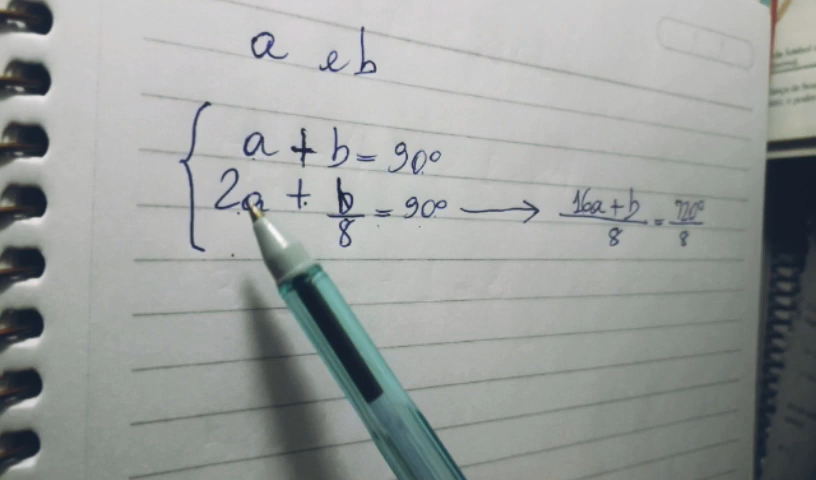 a e b
a + b = 90°
2a + b/8 = 90° → 16a + b/8 = 720°/8